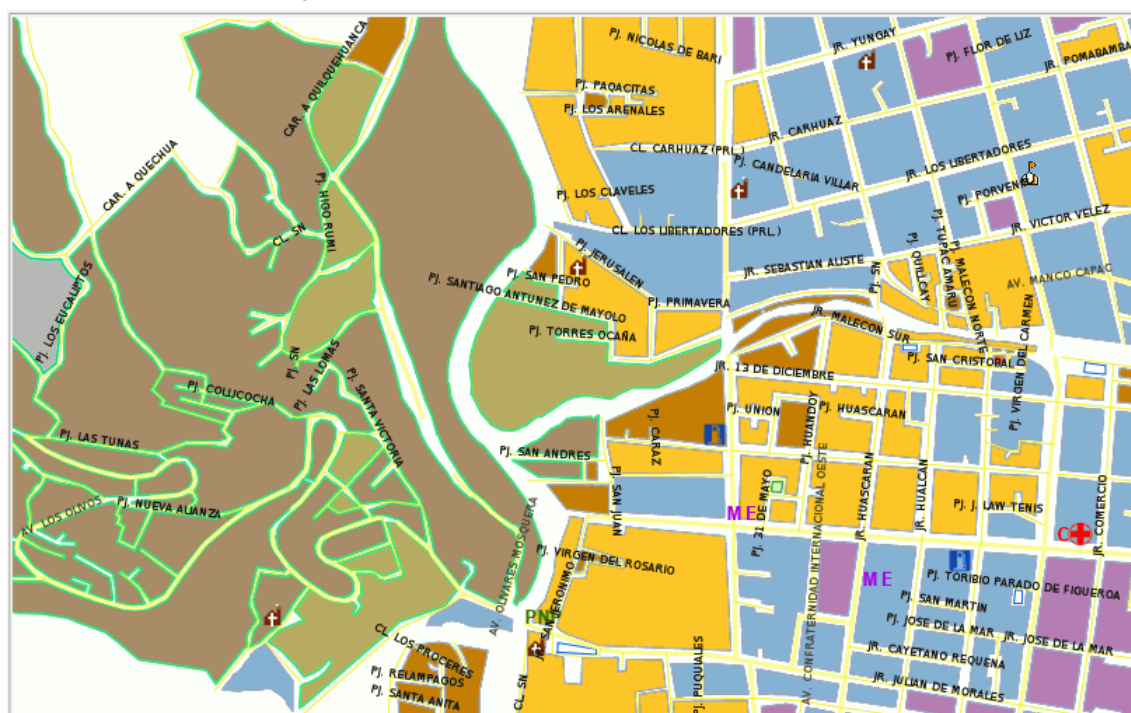 PJ. NICOLAS DE BARI
JR. YUNGAY
PJ. FLOR DE LIZ
JR. POMABAMBA
CAR. A QUILQUEHUANCA
PJ. PAQACITAS
PJ. LOS ARENALES
JR. CARHUAZ
CL. CARHUAZ (PRL.)
PJ. CANDELARIA VILLAR
JR. LOS LIBERTADORES
CAR. A QUECHUA
PJ. HIGO RUMI
PJ. LOS CLAVELES
PJ. PORVENIR
CL. SN
CL. LOS LIBERTADORES (PRL.)
JR. VICTOR VELEZ
PJ. JERUSALEN
PJ. TUPAC AMARU
PJ. QUILLCAY
PJ. MALECON NORTE
PJ. LOS EUCALIPTOS
PJ. SAN PEDRO
JR. SEBASTIAN ALISTE
PJ. SN
AV. MANCO CAPAC
PJ. SANTIAGO ANTUNEZ DE MAYOLO
PJ. PRIMAVERA
PJ. TORRES OCAÑA
JR. MALECON SUR
PJ. VIRGEN DEL CARMEN
PJ. SN
PJ. LAS LOMAS
PJ. SAN CRISTOBAL
JR. 13 DE DICIEMBRE
PJ. COLLICOCHA
PJ. SANTA VICTORIA
PJ. CARAZ
PJ. UNION
PJ. HUANDOY
PJ. HUASCARAN
PJ. LAS TUNAS
PJ. SAN ANDRES
PJ. SAN JUAN
AV. CONFRATERNIDAD INTERNACIONAL OESTE
JR. HUASCARAN
JR. HUALCAN
AV. LOS OLIVOS
PJ. NUEVA ALIANZA
PJ. 31 DE MAYO
PJ. J. LAW TENIS
ME
C
JR. COMERCIO
AV. OLIVARES MOSQUERA
PJ. VIRGEN DEL ROSARIO
ME
PJ. TORIBIO PARADO DE FIGUEROA
PJ. SAN MARTIN
PNP
JR. SAN GERONIMO
PJ. JOSE DE LA MAR
JR. JOSE DE LA MAR
CL. LOS PROCERES
JR. CAYETANO REQUENA
PJ. RELAMPAGOS
PJ. SANTA ANITA
CL. SN
PJ. PUQUIALES
JR. JULIAN DE MORALES